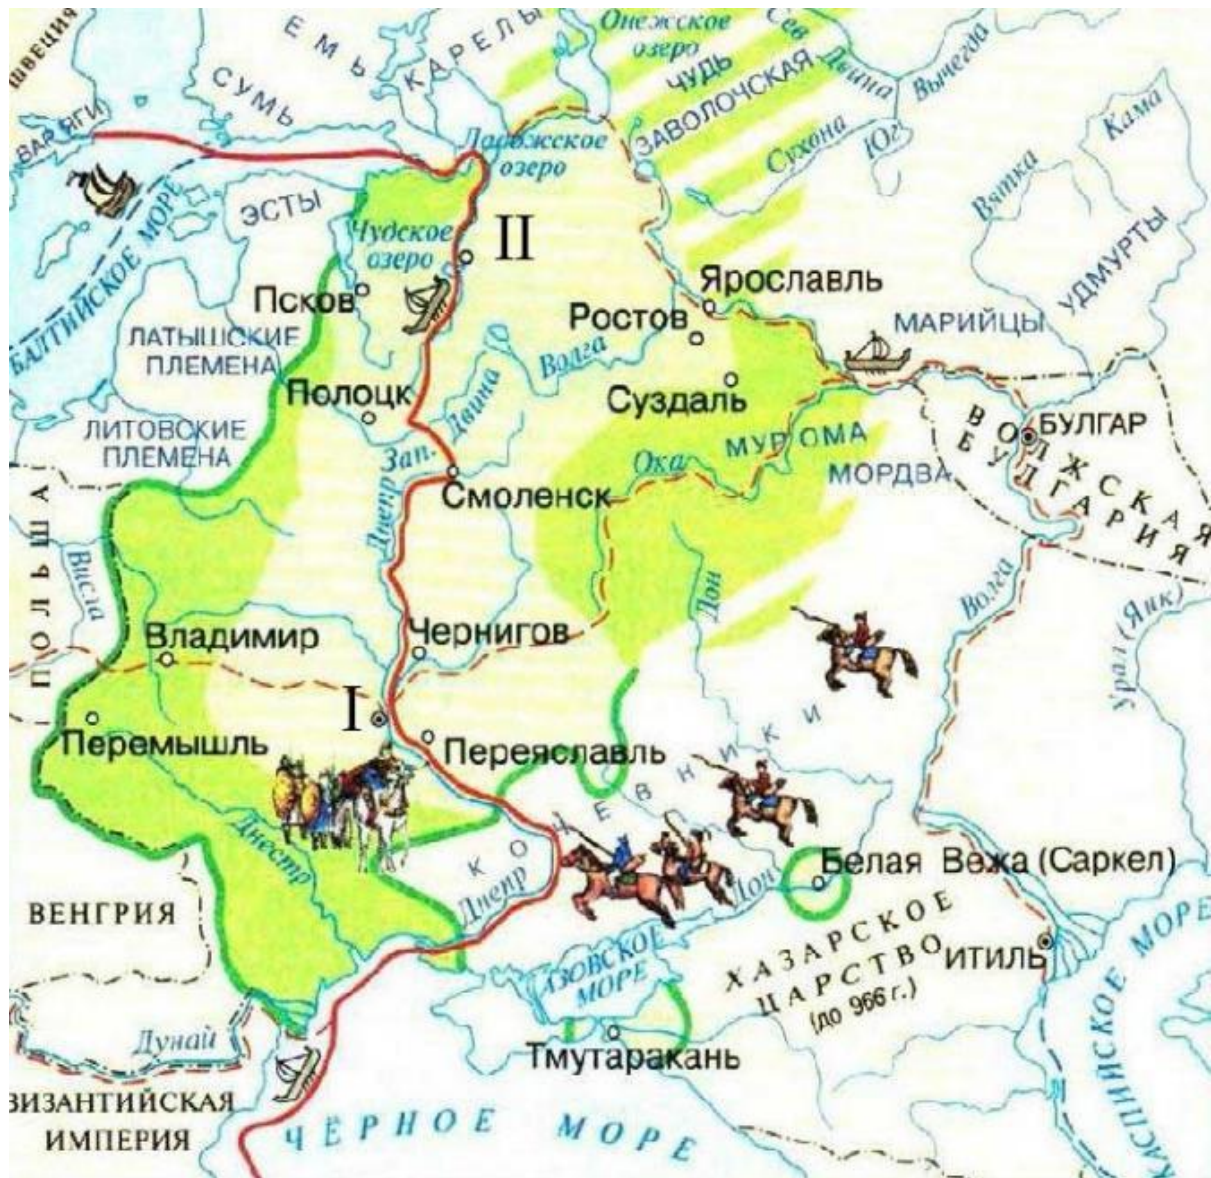 ШВЕЦИЯ
ЕМЬ
КАРЕЛЫ
Онежское
озеро
Сев.
Двина
Вычегда
СУМЬ
ЧУДЬ
ЗАВОЛОЧСКАЯ
Кама
ВАРЯГИ
Ладожское
озеро
Сухона
Юг
Вятка
ЭСТЫ
БАЛТИЙСКОЕ МОРЕ
Чудское
озеро
II
УДМУРТЫ
Псков
Ярославль
Ростов
МАРИЙЦЫ
ЛАТЫШСКИЕ
ПЛЕМЕНА
Волга
Полоцк
Суздаль
Зап. Двина
ЛИТОВСКИЕ
ПЛЕМЕНА
МУРОМА
БУЛГАР
ВОЛЖСКАЯ
БУЛГАРИЯ
Ока
МОРДВА
Смоленск
Днепр
ПОЛЬША
Висла
Дон
Волга
Урал (Яик)
Владимир
Чернигов
I
Перемышль
Переяславль
КОЧЕВНИКИ
Днестр
Днепр
Дон
Белая Вежа (Саркел)
ВЕНГРИЯ
АЗОВСКОЕ
МОРЕ
ХАЗАРСКОЕ
ЦАРСТВО
(до 966 г.)
ИТИЛЬ
КАСПИЙСКОЕ МОРЕ
Дунай
Тмутаракань
ВИЗАНТИЙСКАЯ
ИМПЕРИЯ
ЧЁРНОЕ МОРЕ